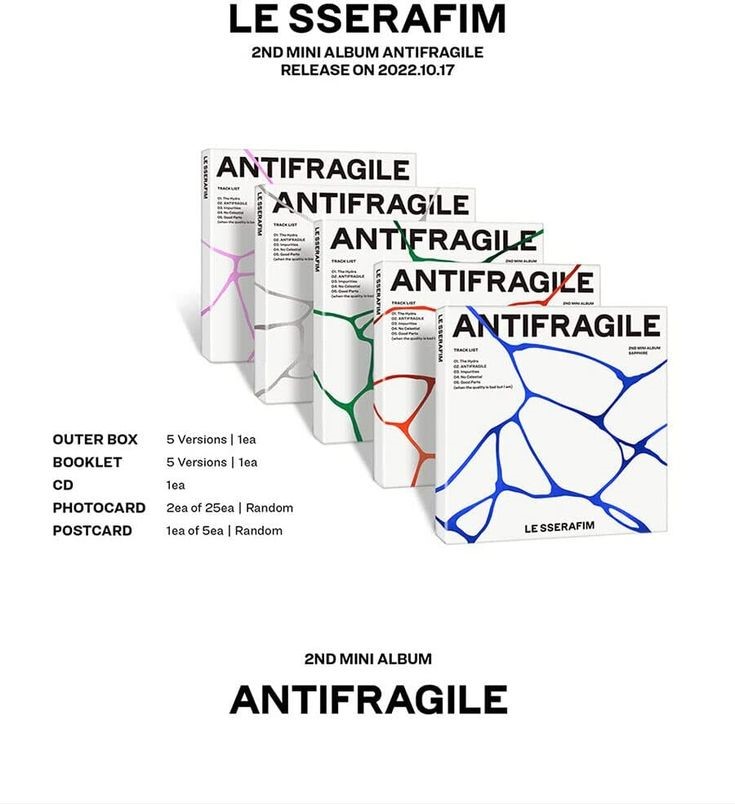 LE SSERAFIM
2ND MINI ALBUM ANTIFRAGILE
RELEASE ON 2022.10.17
LE SSERAFIM
ANTIFRAGILE
TRACK LIST
01. The Hydra
02. ANTIFRAGILE
03. Impurities
04. No Celestial
05. Good Parts
(when the quality is bad
ANTIFRAGILE
TRACK LIST
01. The Hydra
02. ANTIFRAGILE
03. Impurities
04. No Celestial
05. Good Parts
(when the quality is bad
LE SSERAFIM
ANTIFRAGILE
2ND MINI ALBUM
TRACK LIST
01. The Hydra
02. ANTIFRAGILE
03. Impurities
04. No Celestial
05. Good Parts
(when the quality is bad
LE SSERAFIM
ANTIFRAGILE
2ND MINI ALBUM
TRACK LIST
01. The Hydra
02. ANTIFRAGILE
03. Impurities
04. No Celestial
05. Good Parts
(when the quality is bad
LE SSERAFIM
ANTIFRAGILE
2ND MINI ALBUM
SAPPHIRE
TRACK LIST
01. The Hydra
02. ANTIFRAGILE
03. Impurities
04. No Celestial
05. Good Parts
(when the quality is bad but I am)
LE SSERAFIM
OUTER BOX 5 Versions | 1ea
BOOKLET 5 Versions | 1ea
CD 1ea
PHOTOCARD 2ea of 25ea | Random
POSTCARD 1ea of 5ea | Random
2ND MINI ALBUM
ANTIFRAGILE